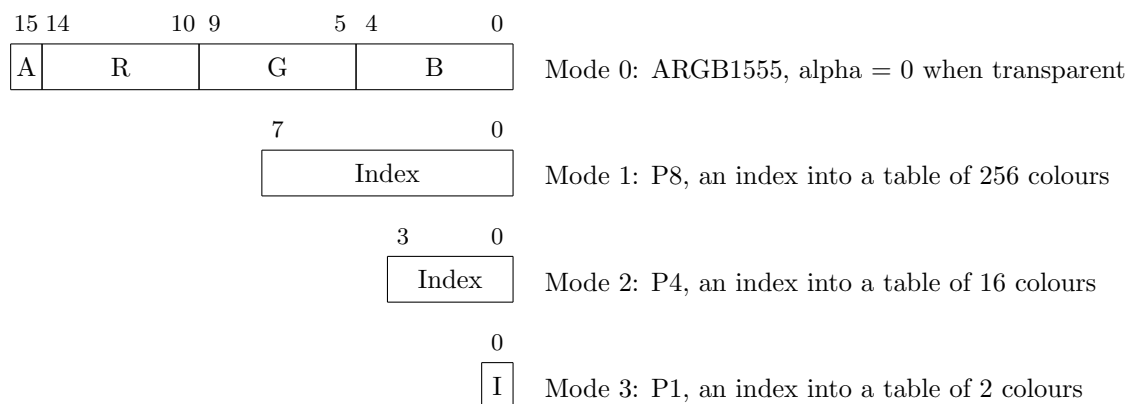 15 14 10 9 5 4 0
A R G B Mode 0: ARGB1555, alpha = 0 when transparent
7 0
Index Mode 1: P8, an index into a table of 256 colours
3 0
Index Mode 2: P4, an index into a table of 16 colours
0
I Mode 3: P1, an index into a table of 2 colours